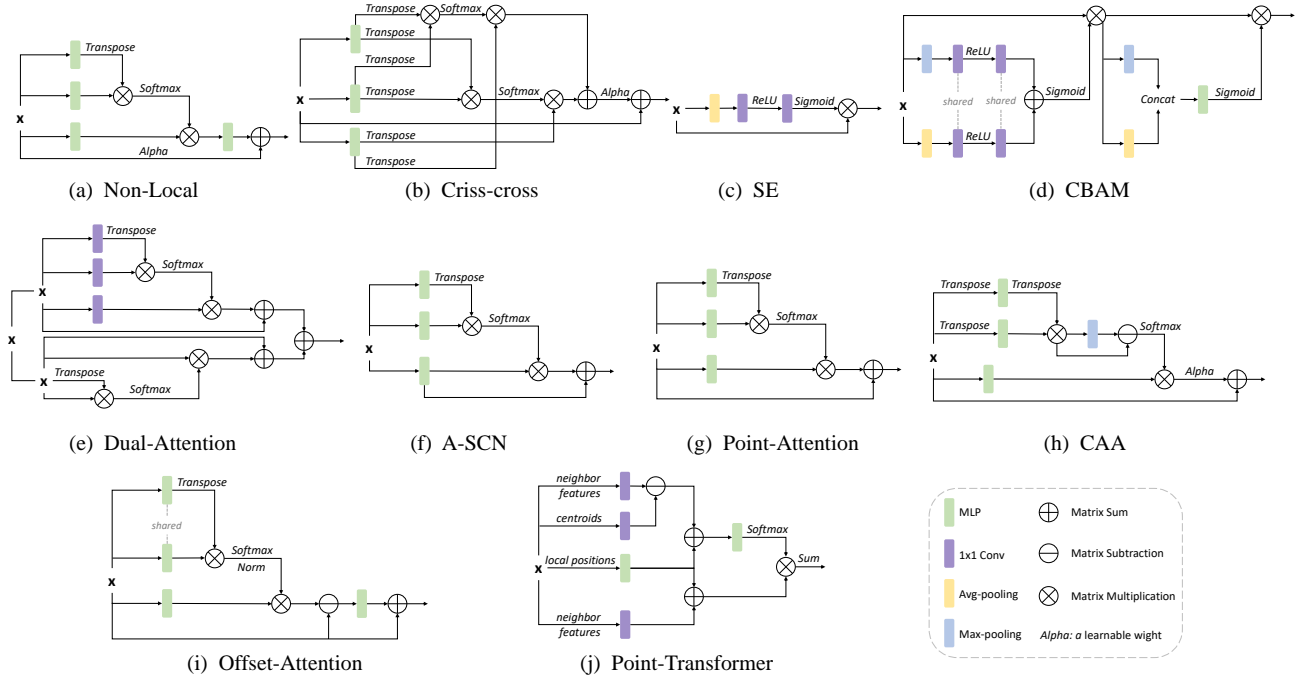 Transpose
Softmax
x
Alpha
(a) Non-Local
Transpose
Softmax
Transpose
Transpose
Transpose
Softmax
Alpha
x
Transpose
Transpose
(b) Criss-cross
x
ReLU
Sigmoid
(c) SE
ReLU
shared
shared
Sigmoid
x
ReLU
Concat
Sigmoid
(d) CBAM
Transpose
Softmax
x
x
x
Transpose
Softmax
(e) Dual-Attention
Transpose
Softmax
x
(f) A-SCN
Transpose
Softmax
x
(g) Point-Attention
Transpose
Transpose
Transpose
Softmax
x
Alpha
(h) CAA
Transpose
shared
Softmax
Norm
x
(i) Offset-Attention
neighbor
features
centroids
Softmax
x
local positions
Sum
neighbor
features
(j) Point-Transformer
MLP
Matrix Sum
1x1 Conv
Matrix Subtraction
Avg-pooling
Matrix Multiplication
Max-pooling
Alpha: a learnable wight